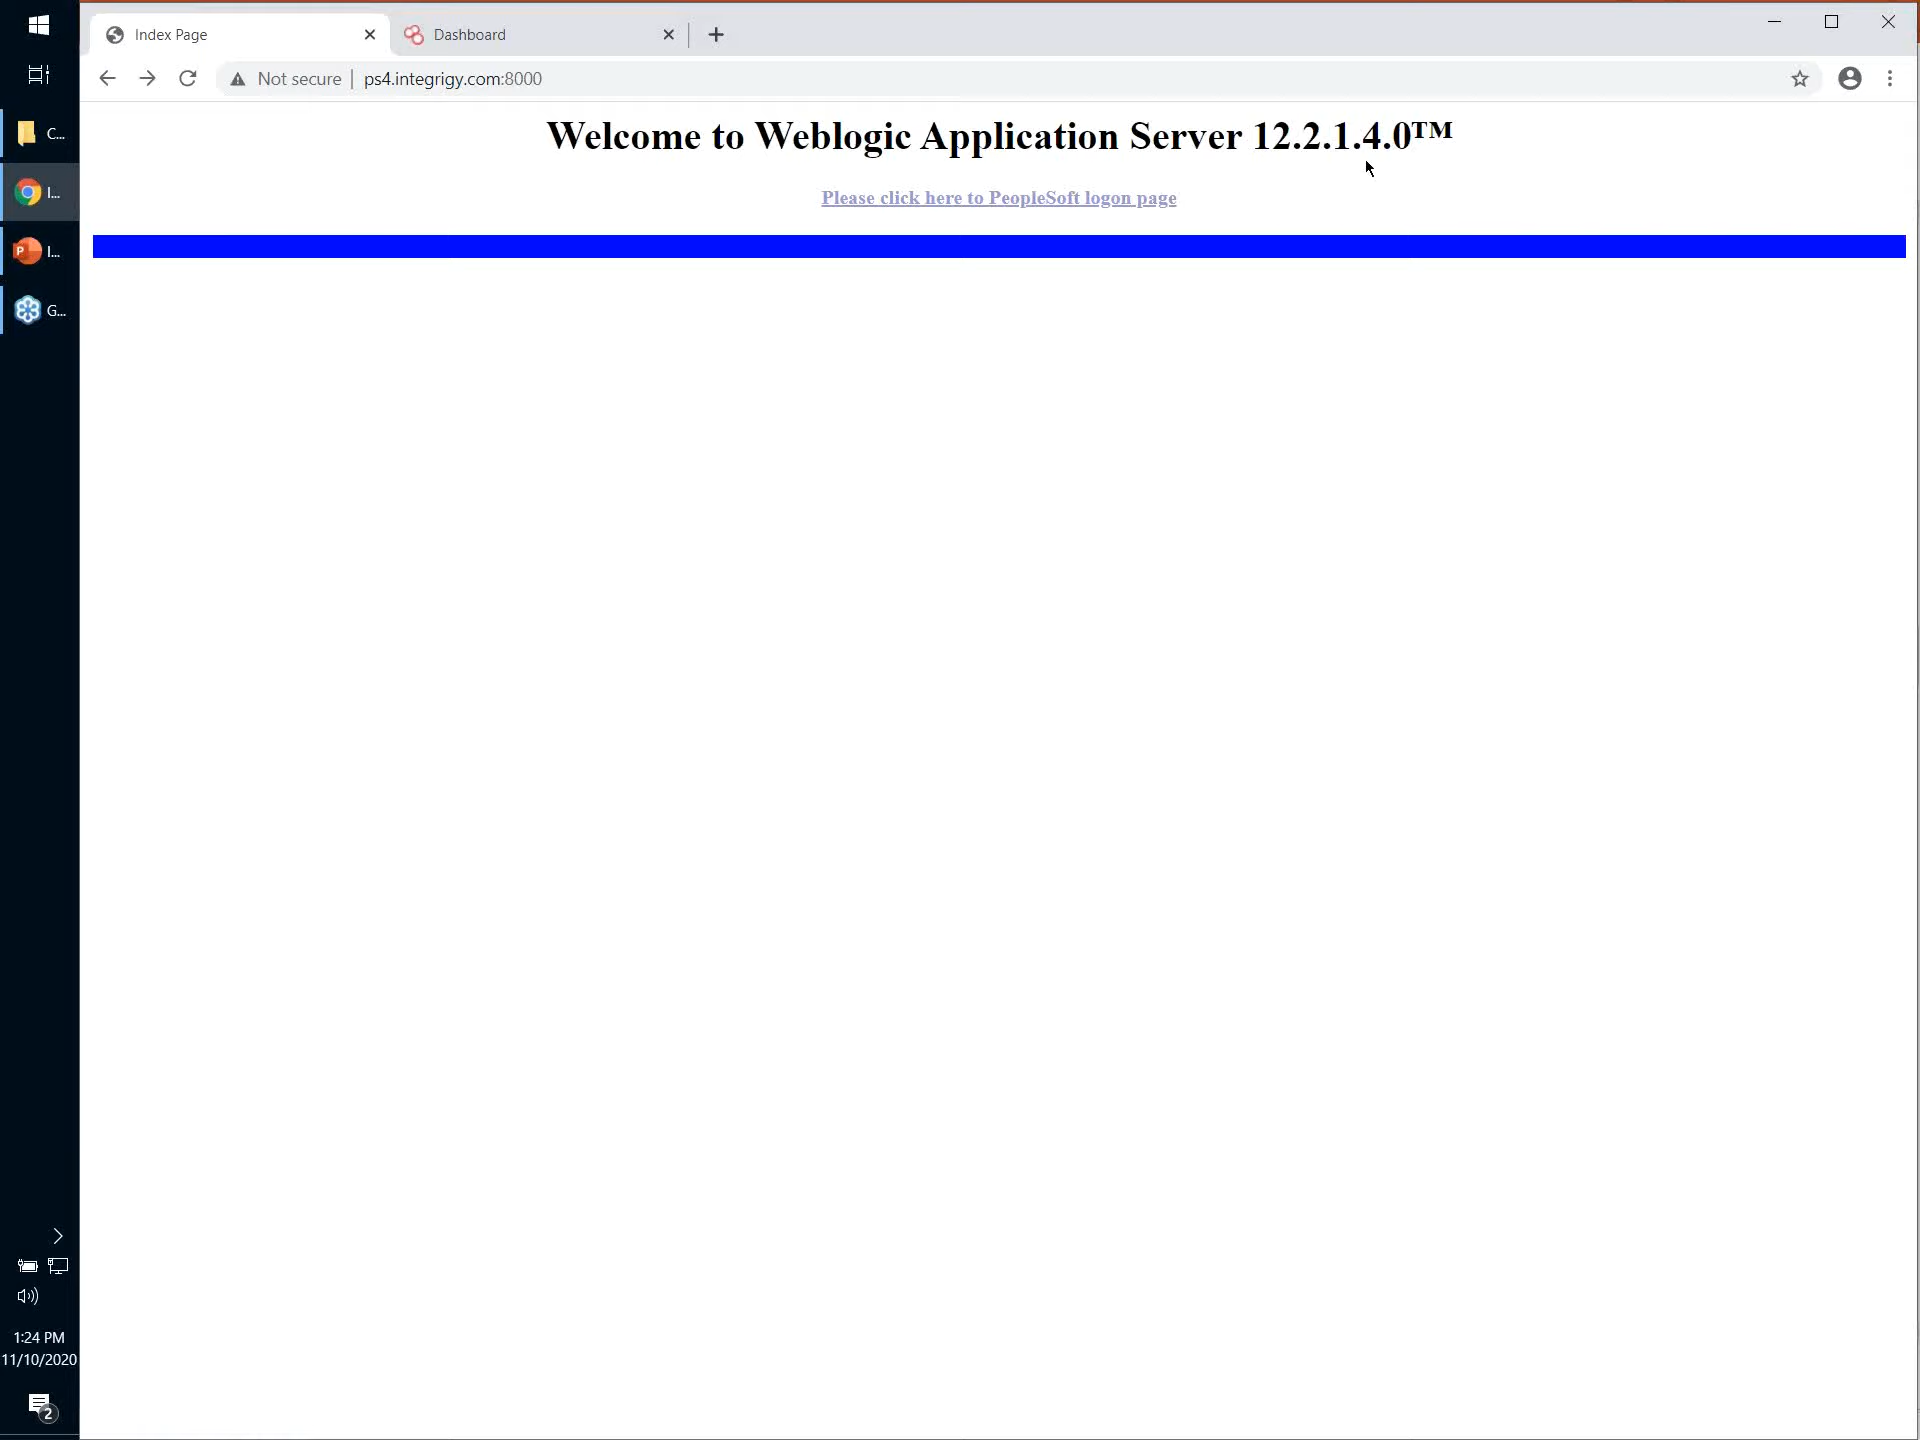 Index Page
Dashboard
Not secure | ps4.integrigy.com:8000
Welcome to Weblogic Application Server 12.2.1.4.0™
Please click here to PeopleSoft logon page
C...
I...
P I...
G...
1:24 PM
11/10/2020
2